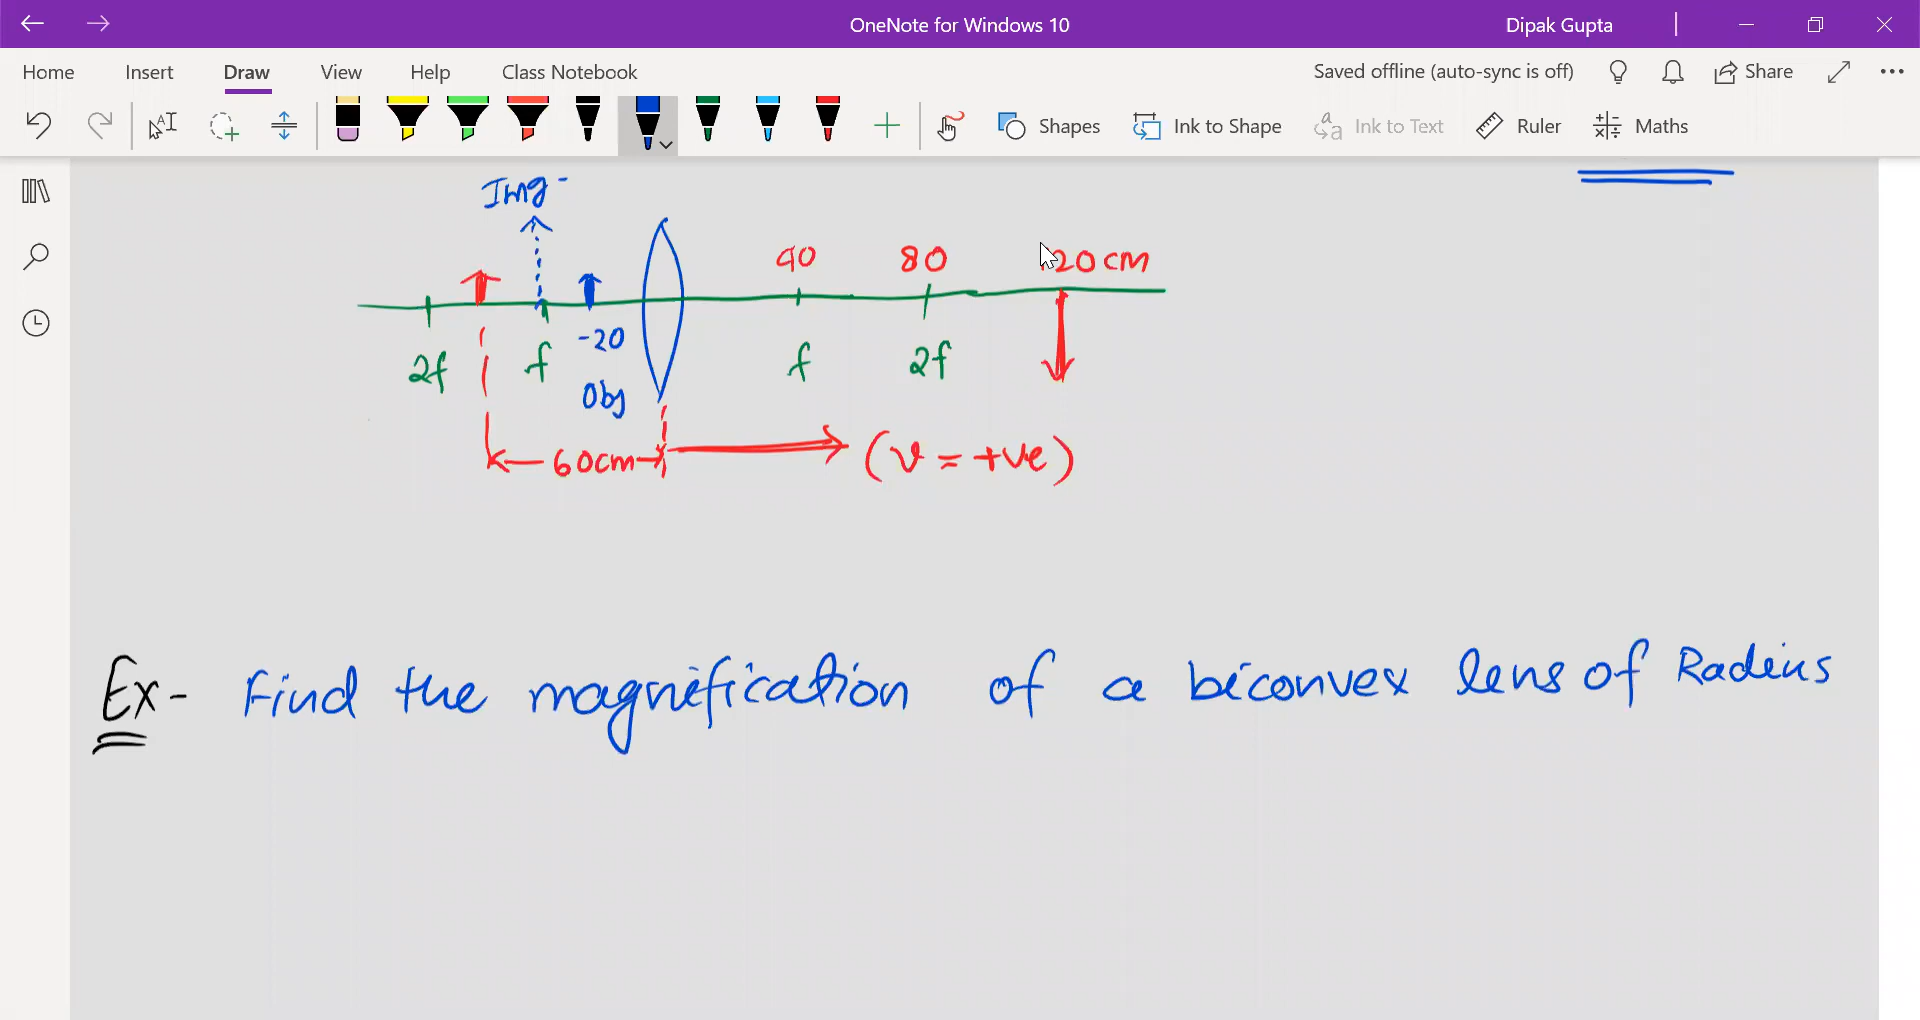 OneNote for Windows 10
Dipak Gupta
Home Insert Draw View Help Class Notebook
Saved offline (auto-sync is off) Share
Shapes Ink to Shape Ink to Text Ruler Maths
Img -
40 80 20 cm
2f f -20 f 2f
Obj
60cm (v = +ve)
Ex- Find the magnification of a biconvex lens of Radius